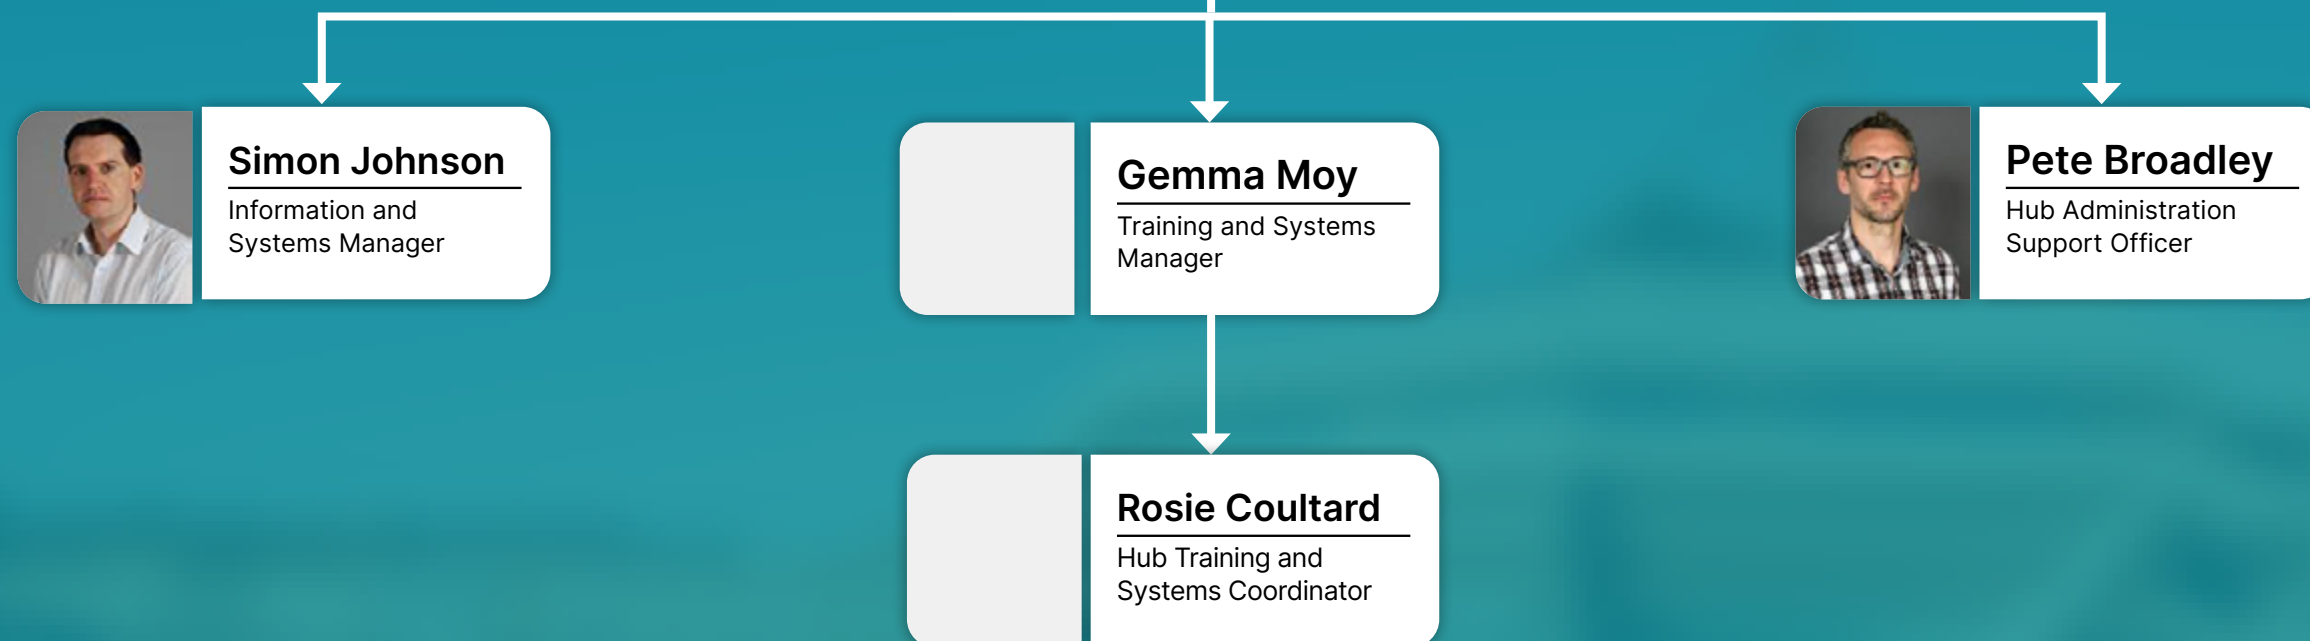 Simon Johnson
Information and
Systems Manager
Gemma Moy
Training and Systems
Manager
Pete Broadley
Hub Administration
Support Officer
Rosie Coultard
Hub Training and
Systems Coordinator